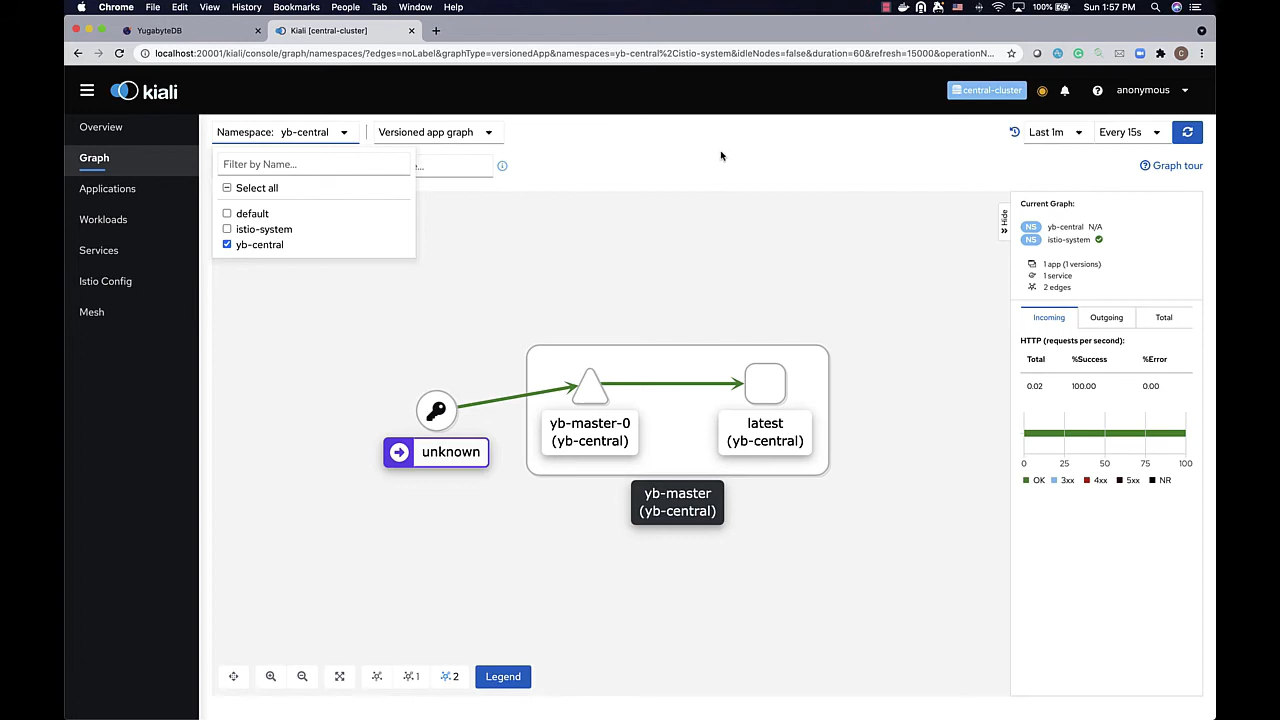 Chrome File Edit View History Bookmarks People Tab Window Help 100% Sun 1:57 PM
YugabyteDB Kiali [central-cluster]
localhost:20001/kiali/console/graph/namespaces/?edges=noLabel&graphType=versionedApp&namespaces=yb-central%2Cistio-system&idleNodes=false&duration=60&refresh=15000&operationN...
kiali central-cluster anonymous
Overview
Graph
Applications
Workloads
Services
Istio Config
Mesh
Namespace: yb-central Versioned app graph Last 1m Every 15s
Filter by Name... e... Graph tour
Select all
default
istio-system
yb-central
yb-master-0
(yb-central)
latest
(yb-central)
unknown
yb-master
(yb-central)
1 2 Legend
Hide
Current Graph:
NS yb-central N/A
NS istio-system
1 app (1 versions)
1 service
2 edges
Incoming Outgoing Total
HTTP (requests per second):
Total %Success %Error
0.02 100.00 0.00
0 25 50 75 100
OK 3xx 4xx 5xx NR